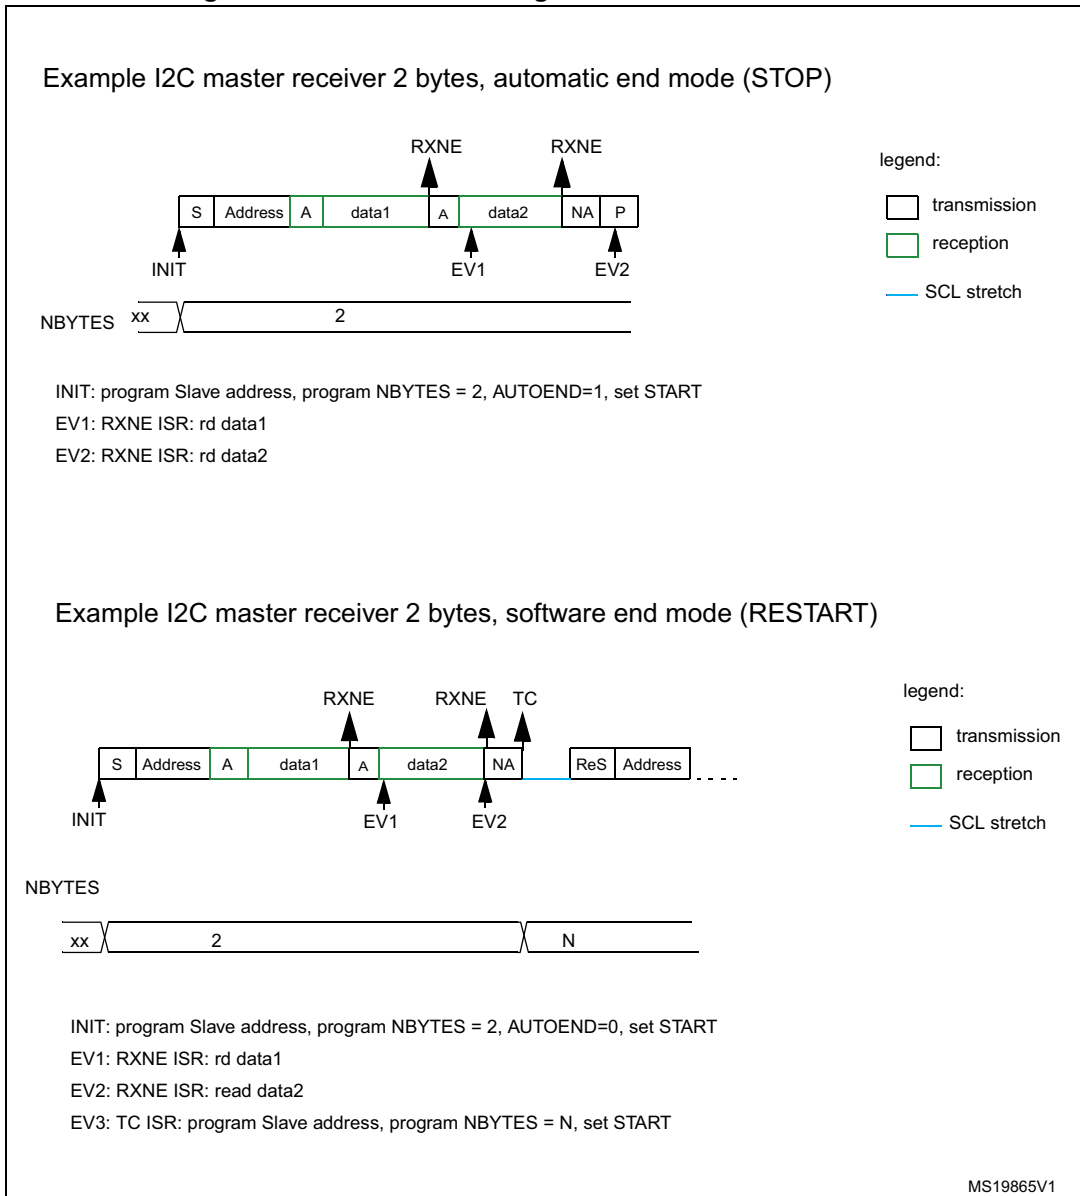 Example I2C master receiver 2 bytes, automatic end mode (STOP)
RXNE RXNE
legend:
S Address A data1 A data2 NA P
transmission
reception
INIT EV1 EV2
SCL stretch
NBYTES xx 2
INIT: program Slave address, program NBYTES = 2, AUTOEND=1, set START
EV1: RXNE ISR: rd data1
EV2: RXNE ISR: rd data2
Example I2C master receiver 2 bytes, software end mode (RESTART)
RXNE RXNE TC
legend:
S Address A data1 A data2 NA ReS Address
transmission
reception
INIT EV1 EV2
SCL stretch
NBYTES
xx 2 N
INIT: program Slave address, program NBYTES = 2, AUTOEND=0, set START
EV1: RXNE ISR: rd data1
EV2: RXNE ISR: read data2
EV3: TC ISR: program Slave address, program NBYTES = N, set START
MS19865V1